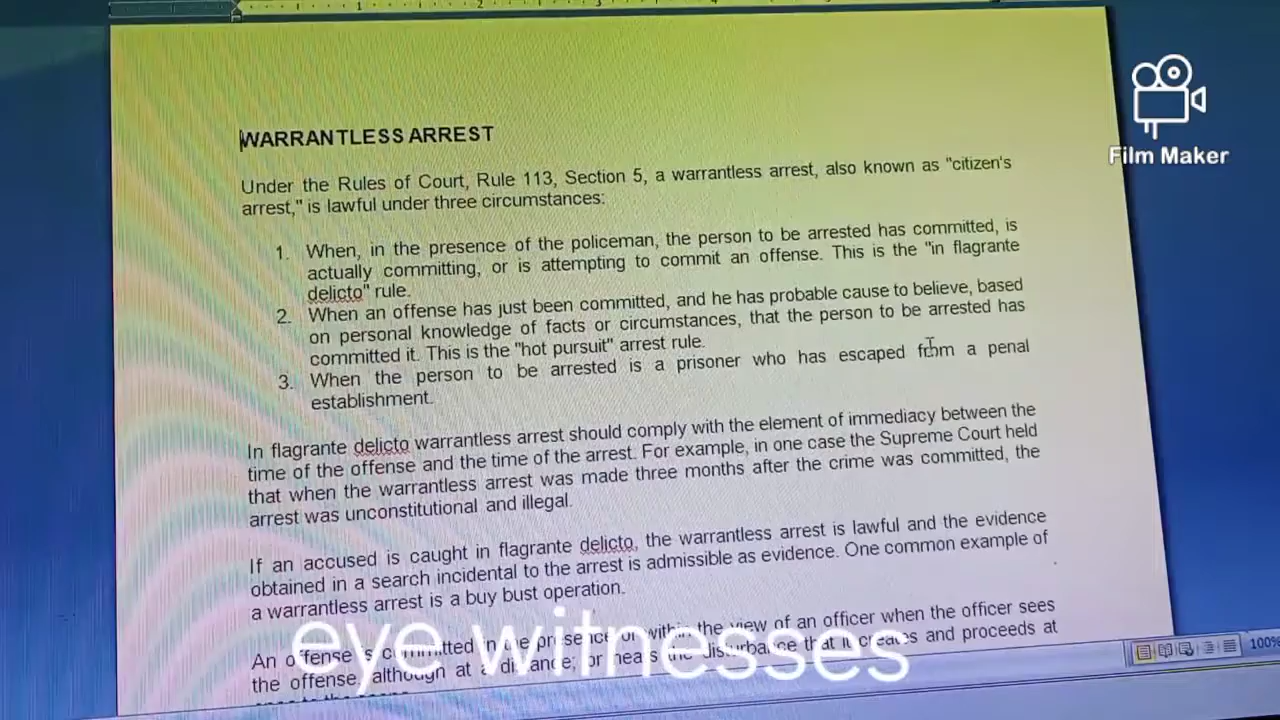 WARRANTLESS ARREST
Under the Rules of Court, Rule 113, Section 5, a warrantless arrest, also known as "citizen's
arrest," is lawful under three circumstances:
1. When, in the presence of the policeman, the person to be arrested has committed, is
actually committing, or is attempting to commit an offense. This is the "in flagrante
delicto" rule.
2. When an offense has just been committed, and he has probable cause to believe, based
on personal knowledge of facts or circumstances, that the person to be arrested has
committed it. This is the "hot pursuit" arrest rule.
3. When the person to be arrested is a prisoner who has escaped from a penal
establishment.
In flagrante delicto warrantless arrest should comply with the element of immediacy between the
time of the offense and the time of the arrest. For example, in one case the Supreme Court held
that when the warrantless arrest was made three months after the crime was committed, the
arrest was unconstitutional and illegal.
If an accused is caught in flagrante delicto, the warrantless arrest is lawful and the evidence
obtained in a search incidental to the arrest is admissible as evidence. One common example of
a warrantless arrest is a buy bust operation.
An offense is committed in the presence or within the view of an officer when the officer sees
the offense, although at a distance; or hears the disturbance that it creates and proceeds at
eye witnesses
Film Maker
100%